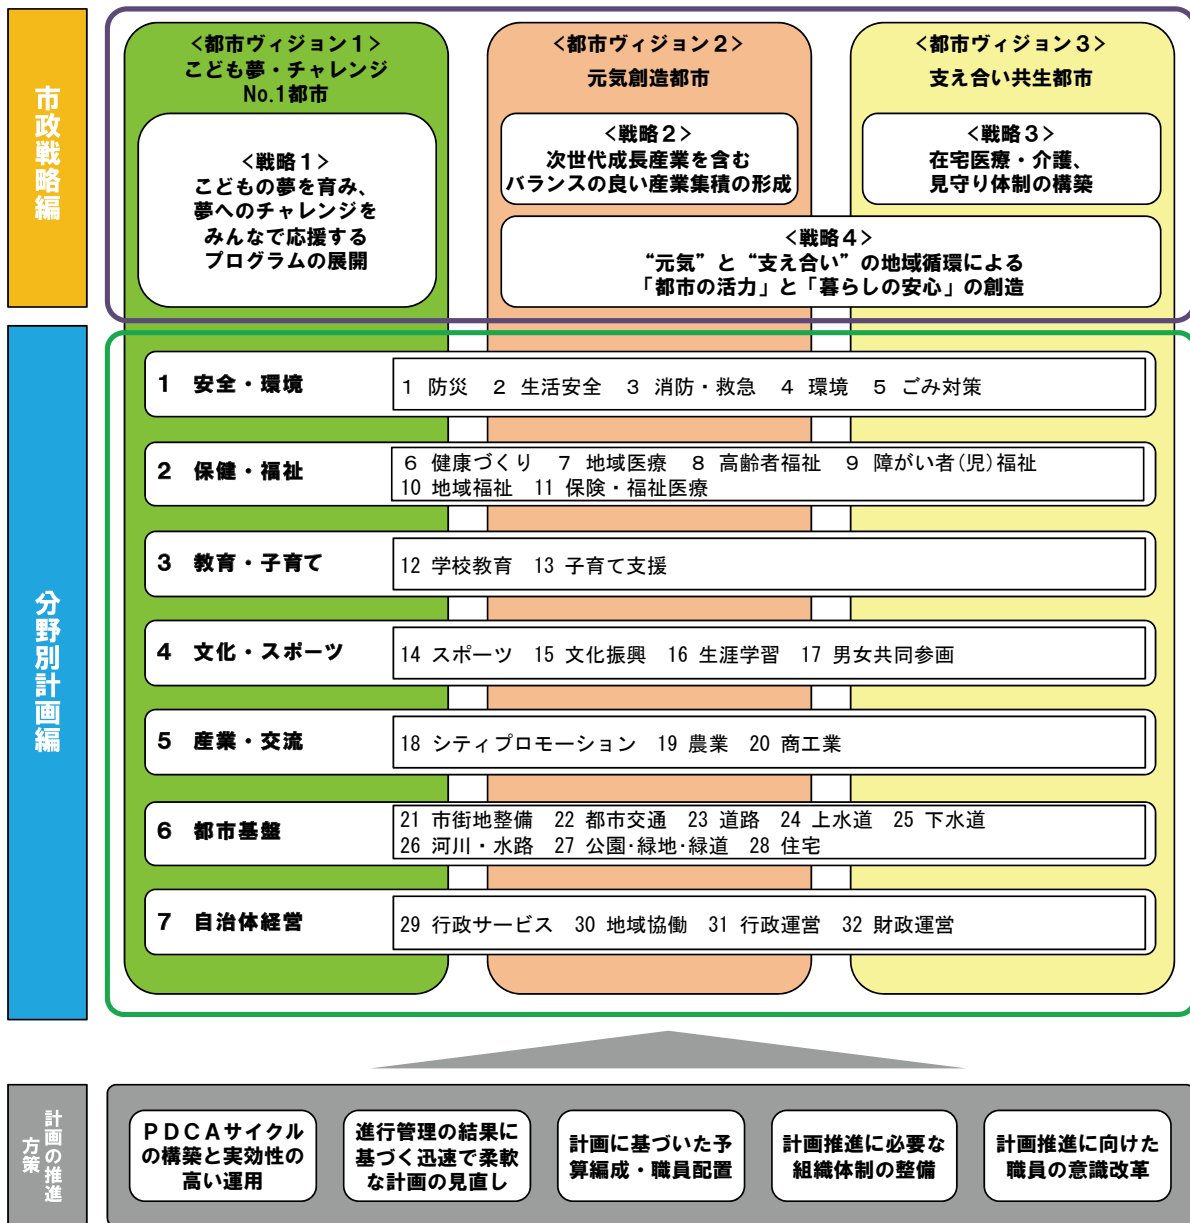 市政戦略編
<都市ヴィジョン１>
こども夢・チャレンジ
No.1都市
<戦略１>
こどもの夢を育み、
夢へのチャレンジを
みんなで応援する
プログラムの展開
<都市ヴィジョン２>
元気創造都市
<戦略２>
次世代成長産業を含む
バランスの良い産業集積の形成
<都市ヴィジョン３>
支え合い共生都市
<戦略３>
在宅医療・介護、
見守り体制の構築
<戦略４>
“元気”と“支え合い”の地域循環による
「都市の活力」と「暮らしの安心」の創造
分野別計画編
1 安全・環境
1 防災 2 生活安全 3 消防・救急 4 環境 5 ごみ対策
2 保健・福祉
6 健康づくり 7 地域医療 8 高齢者福祉 9 障がい者(児)福祉
10 地域福祉 11 保険・福祉医療
3 教育・子育て
12 学校教育 13 子育て支援
4 文化・スポーツ
14 スポーツ 15 文化振興 16 生涯学習 17 男女共同参画
5 産業・交流
18 シティプロモーション 19 農業 20 商工業
6 都市基盤
21 市街地整備 22 都市交通 23 道路 24 上水道 25 下水道
26 河川・水路 27 公園・緑地・緑道 28 住宅
7 自治体経営
29 行政サービス 30 地域協働 31 行政運営 32 財政運営
計画の推進
方策
ＰＤＣＡサイクル
の構築と実効性の
高い運用
進行管理の結果に
基づく迅速で柔軟
な計画の見直し
計画に基づいた予
算編成・職員配置
計画推進に必要な
組織体制の整備
計画推進に向けた
職員の意識改革